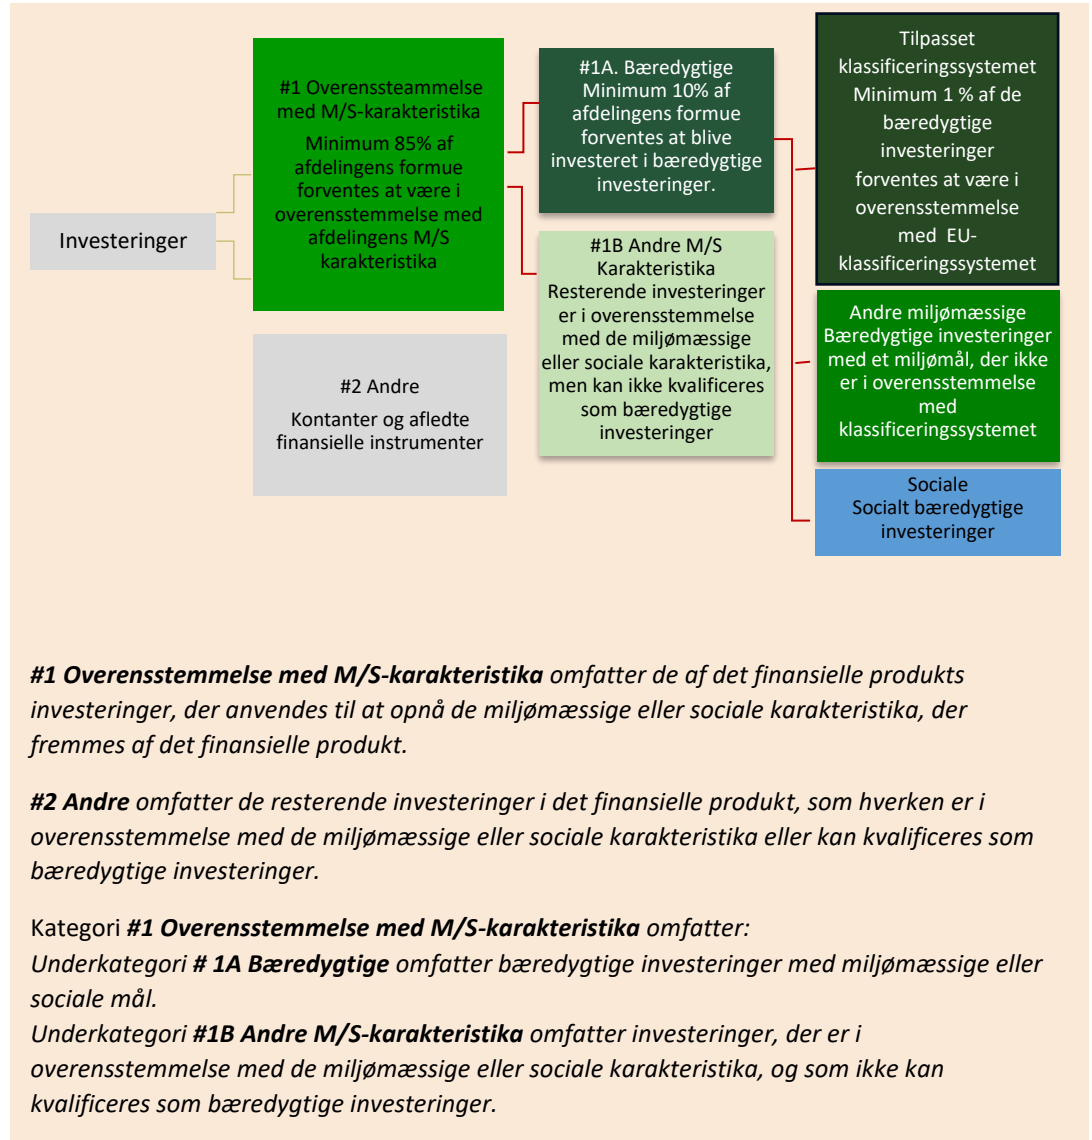 Investeringer
#1 Overenssteammelse
med M/S-karakteristika
Minimum 85% af
afdelingens formue
forventes at være i
overensstemmelse med
afdelingens M/S
karakteristika
#2 Andre
Kontanter og afledte
finansielle instrumenter
#1A. Bæredygtige
Minimum 10% af
afdelingens formue
forventes at blive
investeret i bæredygtige
investeringer.
#1B Andre M/S
Karakteristika
Resterende investeringer
er i overensstemmelse
med de miljømæssige
eller sociale karakteristika,
men kan ikke kvalificeres
som bæredygtige
investeringer
Tilpasset
klassificeringssystemet
Minimum 1 % af de
bæredygtige
investeringer
forventes at være i
overensstemmelse
med EU-
klassificeringssystemet
Andre miljømæssige
Bæredygtige investeringer
med et miljømål, der ikke
er i overensstemmelse
med
klassificeringssystemet
Sociale
Socialt bæredygtige
investeringer
#1 Overensstemmelse med M/S-karakteristika omfatter de af det finansielle produkts
investeringer, der anvendes til at opnå de miljømæssige eller sociale karakteristika, der
fremmes af det finansielle produkt.
#2 Andre omfatter de resterende investeringer i det finansielle produkt, som hverken er i
overensstemmelse med de miljømæssige eller sociale karakteristika eller kan kvalificeres som
bæredygtige investeringer.
Kategori #1 Overensstemmelse med M/S-karakteristika omfatter:
Underkategori # 1A Bæredygtige omfatter bæredygtige investeringer med miljømæssige eller
sociale mål.
Underkategori #1B Andre M/S-karakteristika omfatter investeringer, der er i
overensstemmelse med de miljømæssige eller sociale karakteristika, og som ikke kan
kvalificeres som bæredygtige investeringer.